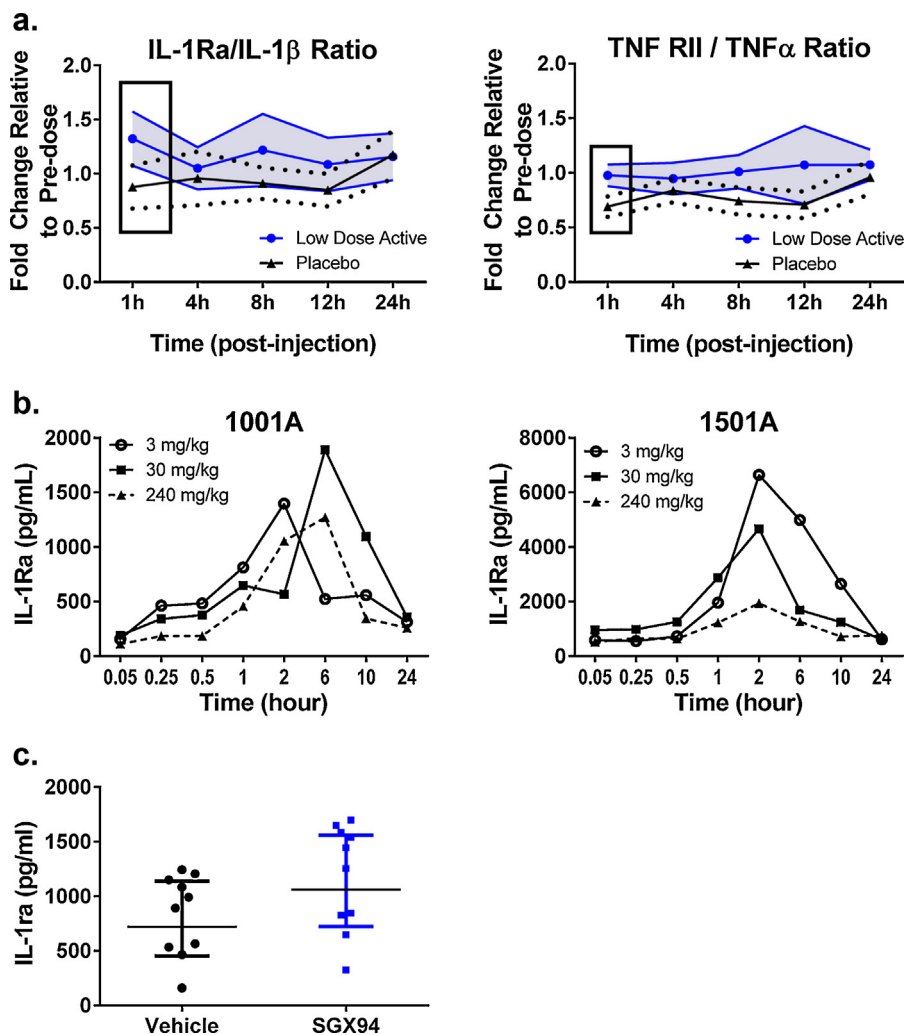 a.
IL-1Ra/IL-1β Ratio
Fold Change Relative
to Pre-dose
2.0
1.5
1.0
0.5
0.0
Low Dose Active
Placebo
1h 4h 8h 12h 24h
Time (post-injection)
TNF RII / TNFα Ratio
Fold Change Relative
to Pre-dose
2.0
1.5
1.0
0.5
0.0
Low Dose Active
Placebo
1h 4h 8h 12h 24h
Time (post-injection)
b.
1001A
IL-1Ra (pg/mL)
2000
1500
1000
500
0
3 mg/kg
30 mg/kg
240 mg/kg
0.05 0.25 0.5 1 2 6 10 24
Time (hour)
1501A
IL-1Ra (pg/mL)
8000
6000
4000
2000
0
3 mg/kg
30 mg/kg
240 mg/kg
0.05 0.25 0.5 1 2 6 10 24
Time (hour)
c.
IL-1ra (pg/ml)
2000
1500
1000
500
0
Vehicle SGX94